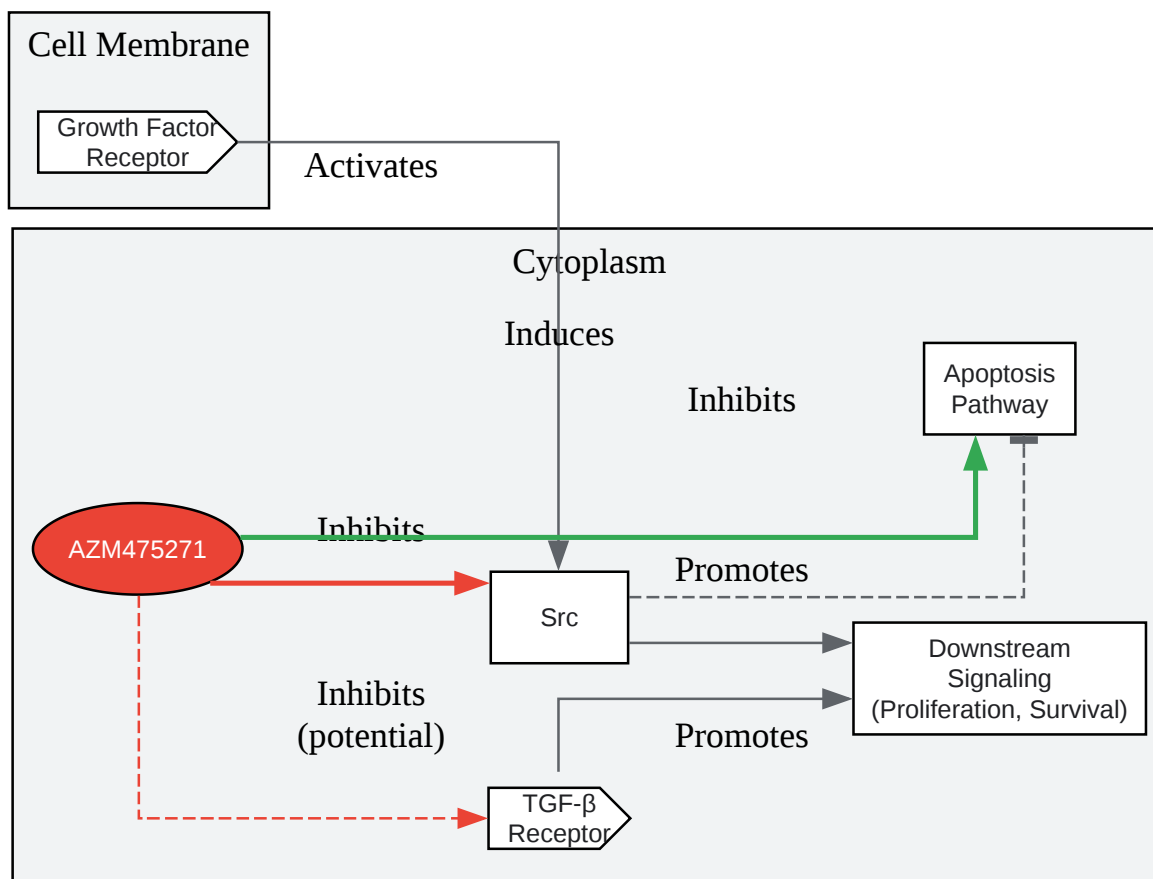 Cell Membrane
Growth Factor
Receptor
Activates
Cytoplasm
Induces
Apoptosis
Pathway
Inhibits
Inhibits
AZM475271
Promotes
Src
Downstream
Signaling
(Proliferation, Survival)
Inhibits
(potential)
Promotes
TGF-β
Receptor